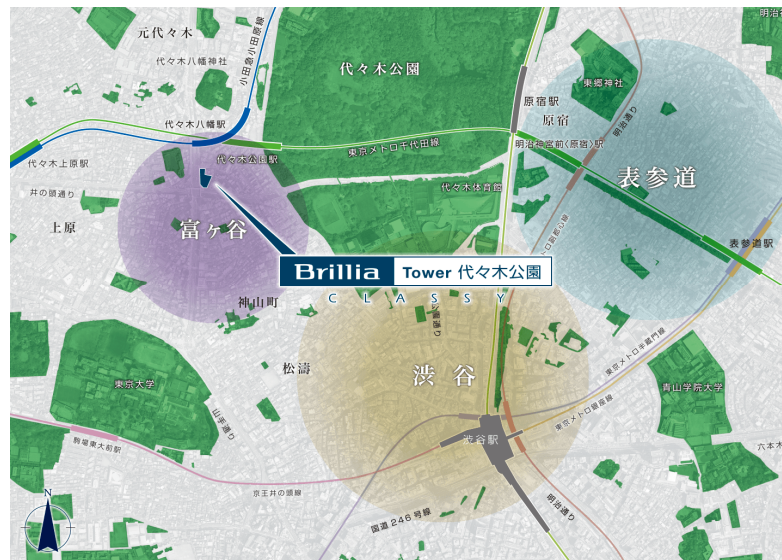 元代々木
代々木八幡神社
小田急小田原線
代々木公園
明治
東郷神社
原宿駅
原宿
明治通り
代々木八幡駅
東京メトロ千代田線
明治神宮前〈原宿〉駅
代々木上原駅
代々木公園駅
井の頭通り
代々木体育館
表参道
上原
富ヶ谷
表参道駅
Brillia Tower 代々木公園
CLASSY
神山町
公園通り
東京メトロ半蔵門線
松濤
渋谷
東京大学
青山学院大学
山手通り
東京メトロ銀座線
駒場東大前駅
渋谷駅
六本木
京王井の頭線
N
国道246号線
明治通り